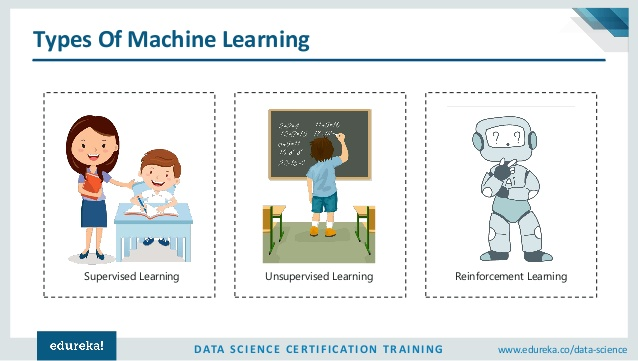 Types Of Machine Learning
? ?
Ai
Supervised Learning
Unsupervised Learning
Reinforcement Learning
edureka!
DATA SCIENCE CERTIFICATION TRAINING
www.edureka.co/data-science